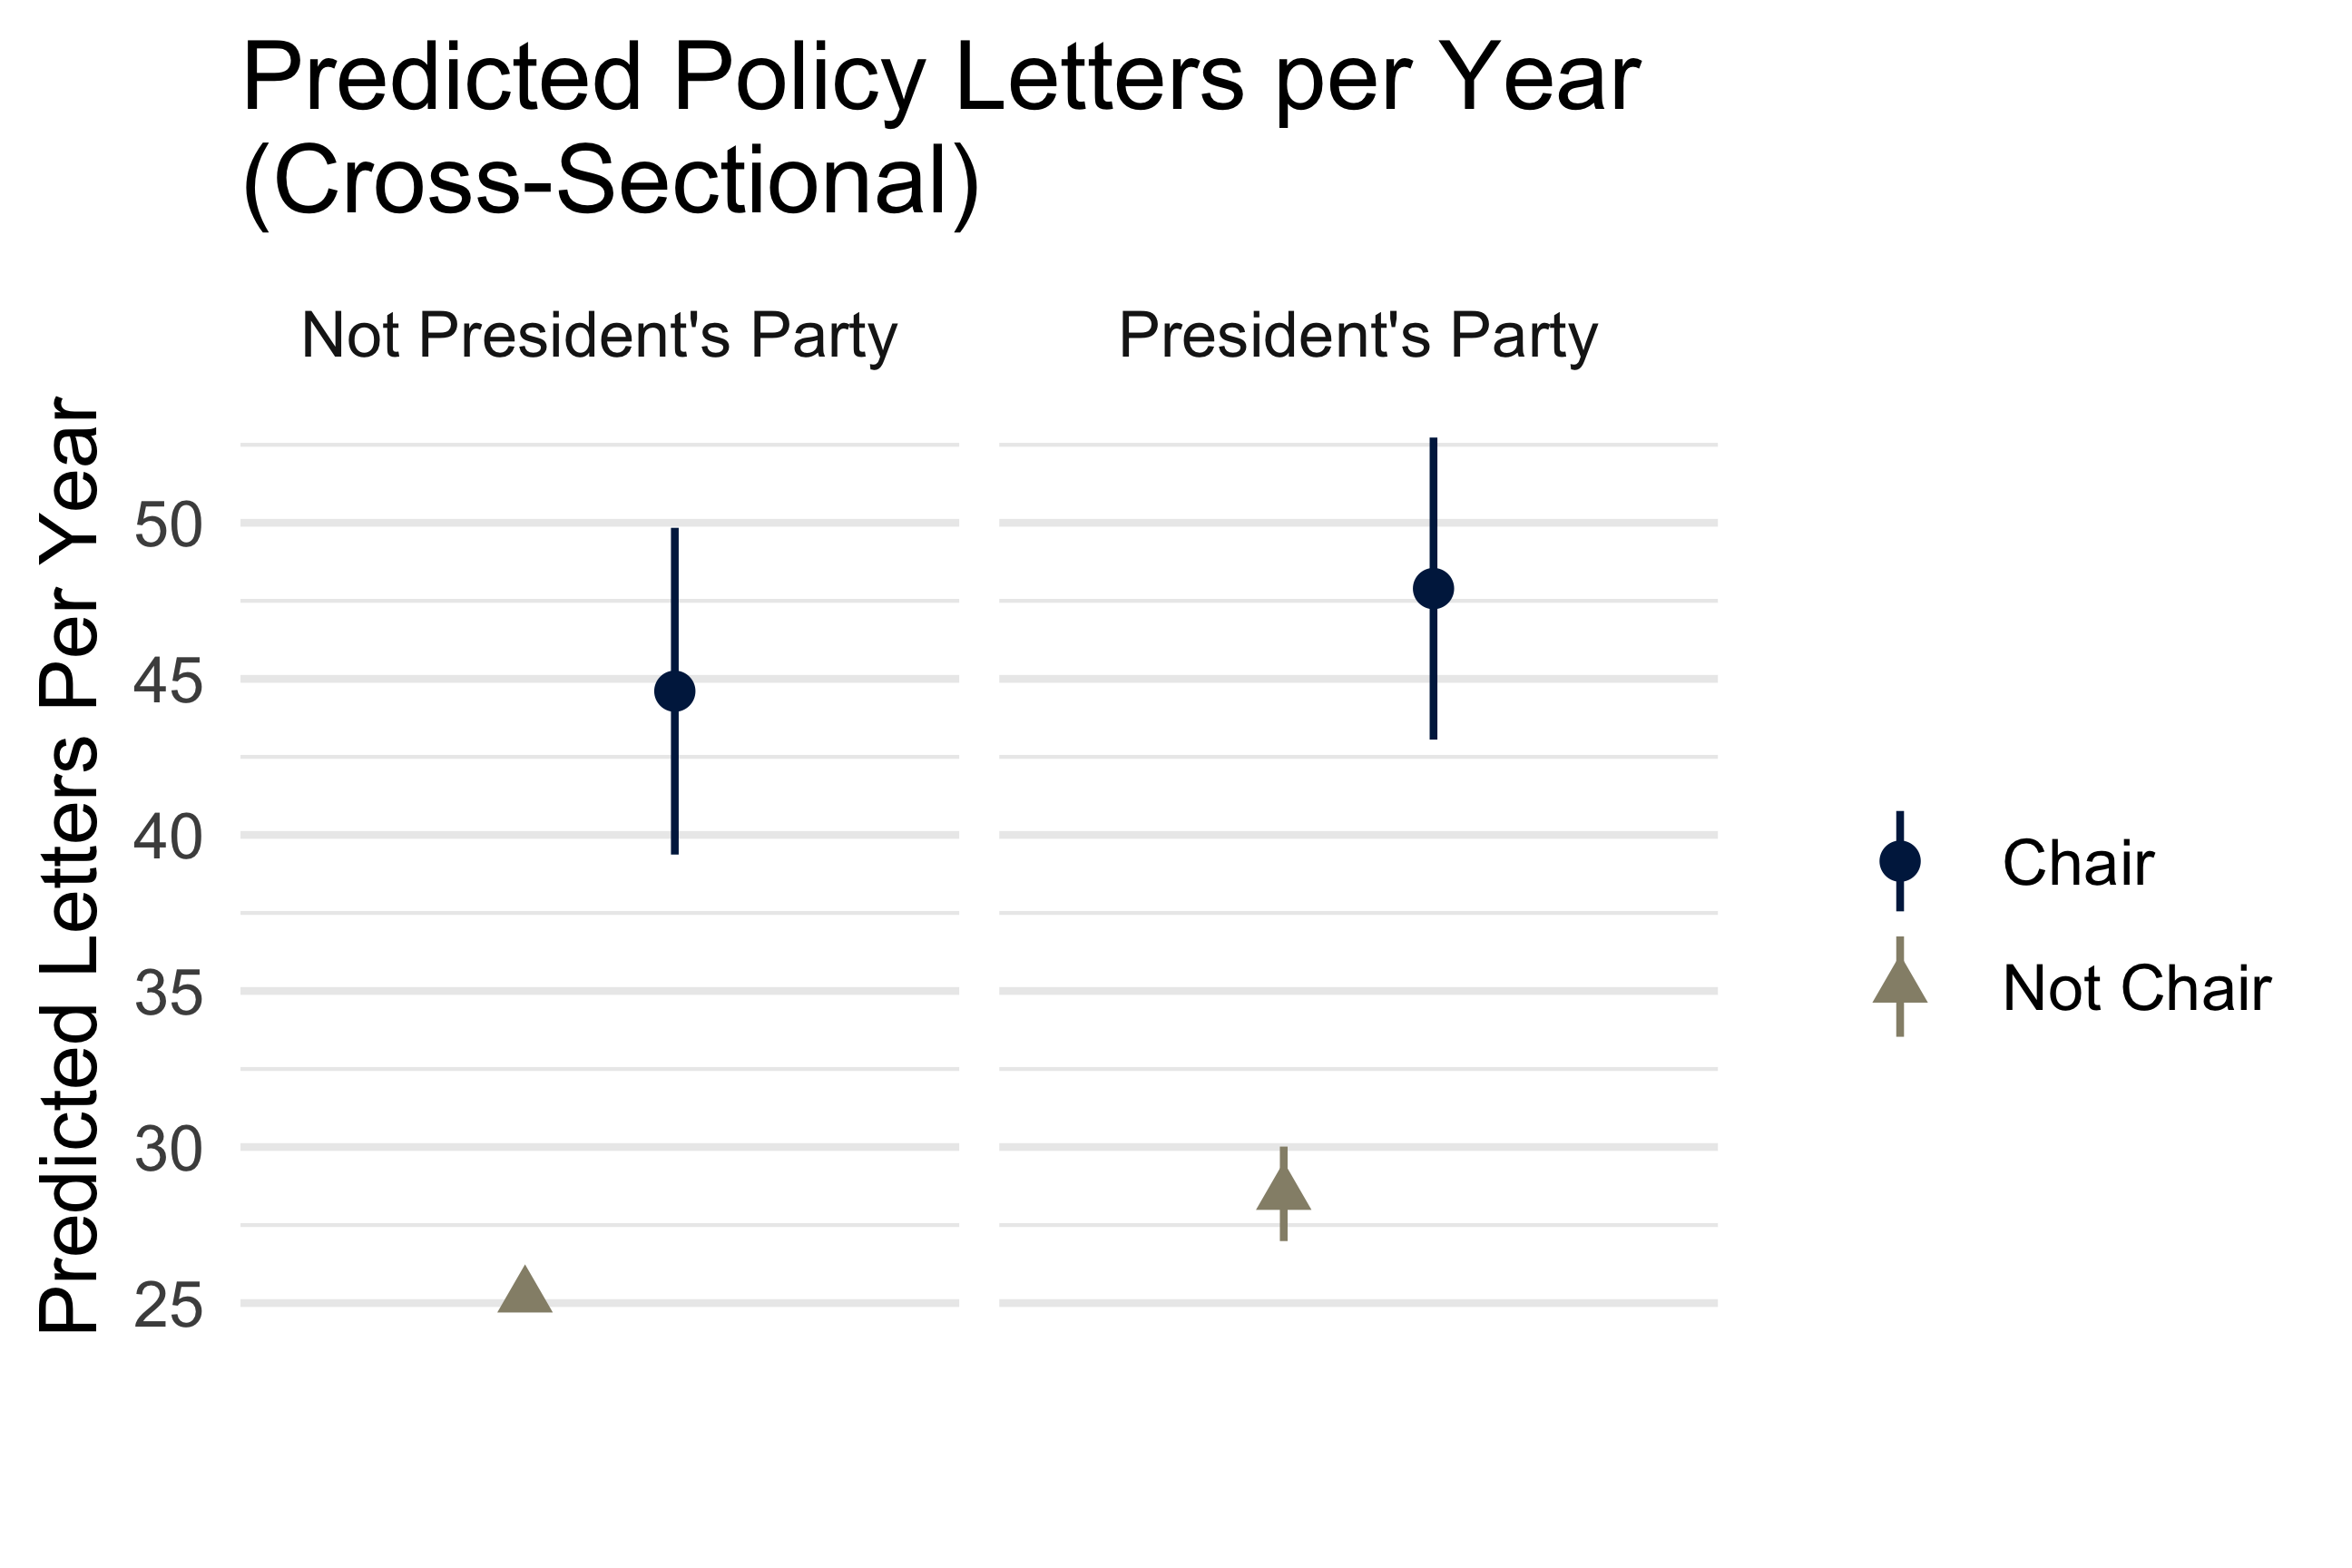 Predicted Policy Letters per Year
(Cross-Sectional)
Not President's Party
President's Party
Predicted Letters Per Year
50
45
40
35
30
25
Chair
Not Chair